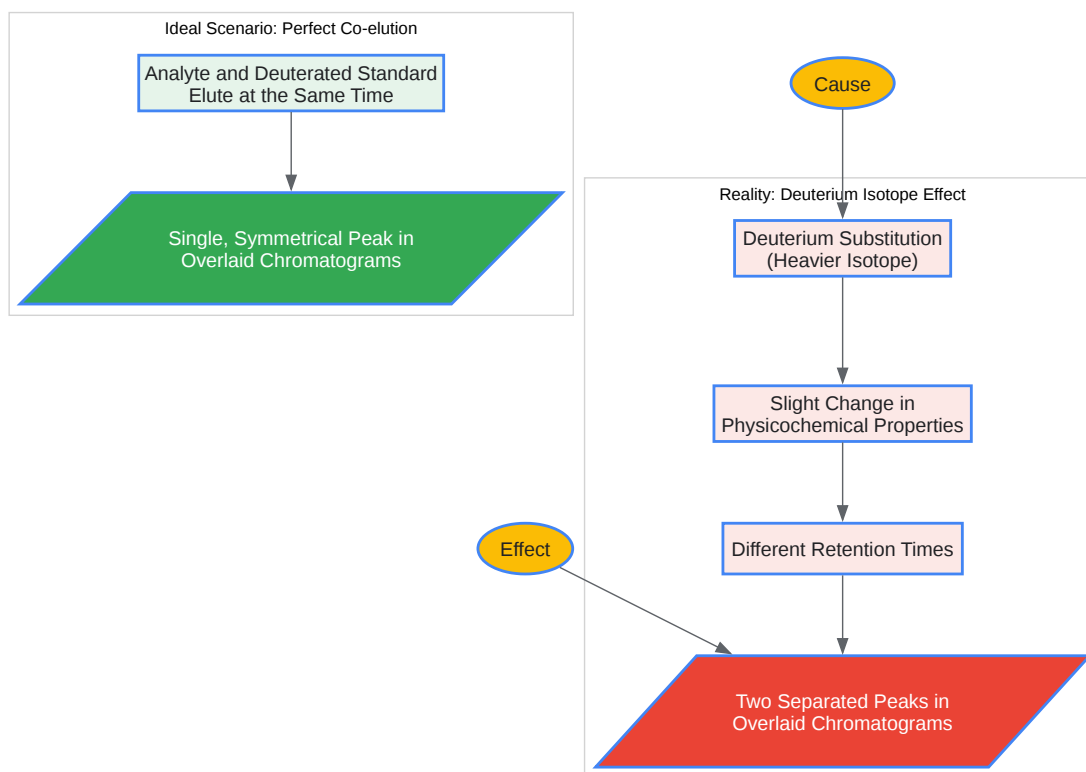 Ideal Scenario: Perfect Co-elution
Analyte and Deuterated Standard
Elute at the Same Time
Single, Symmetrical Peak in
Overlaid Chromatograms
Cause
Reality: Deuterium Isotope Effect
Deuterium Substitution
(Heavier Isotope)
Slight Change in
Physicochemical Properties
Different Retention Times
Effect
Two Separated Peaks in
Overlaid Chromatograms